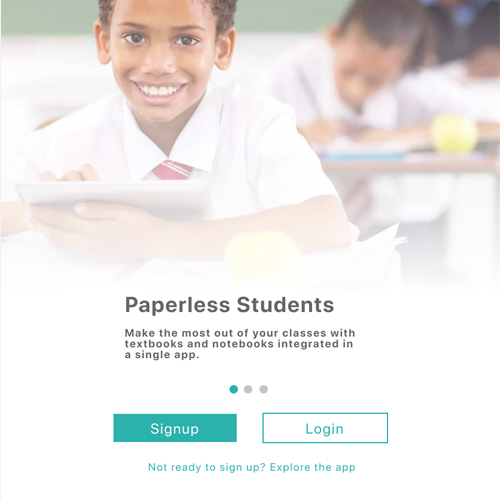 Paperless Students
Make the most out of your classes with
textbooks and notebooks integrated in
a single app.
Signup
Login
Not ready to sign up? Explore the app